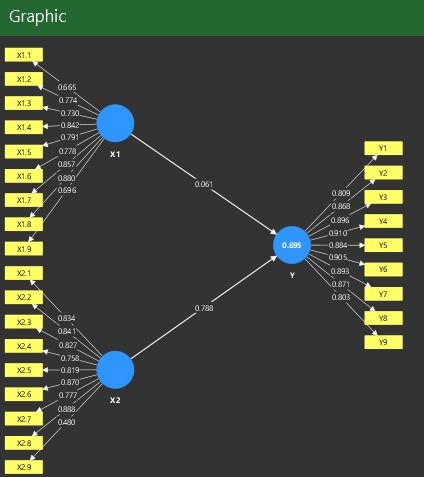 Graphic
X1.1
X1.2
X1.3
X1.4
X1.5
X1.6
X1.7
X1.8
X1.9
0.665
0.774
0.730
0.842
0.791
0.778
0.857
0.880
0.696
X1
0.061
X2.1
X2.2
X2.3
X2.4
X2.5
X2.6
X2.7
X2.8
X2.9
0.834
0.841
0.827
0.758
0.819
0.870
0.777
0.888
0.480
X2
0.788
0.695
Y
0.809
0.868
0.896
0.910
0.884
0.905
0.893
0.871
0.803
Y1
Y2
Y3
Y4
Y5
Y6
Y7
Y8
Y9